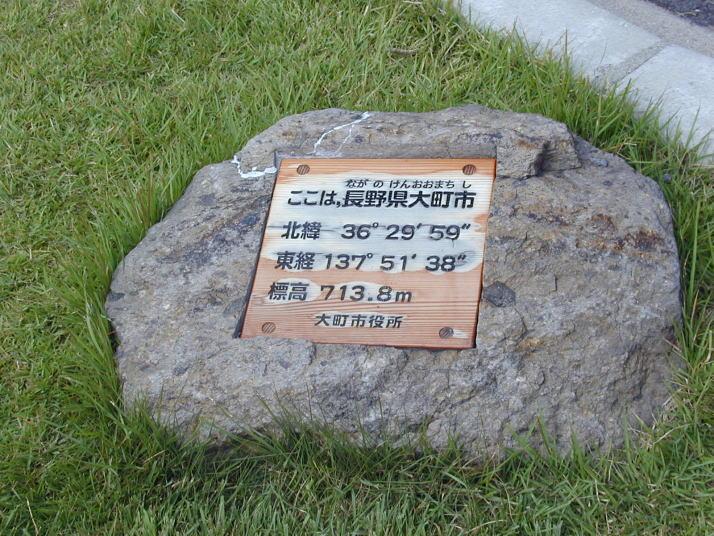 ながのけんおおまちし
ここは,長野県大町市
北緯 36°29′59″
東経 137°51′38″
標高 713.8m
大町市役所